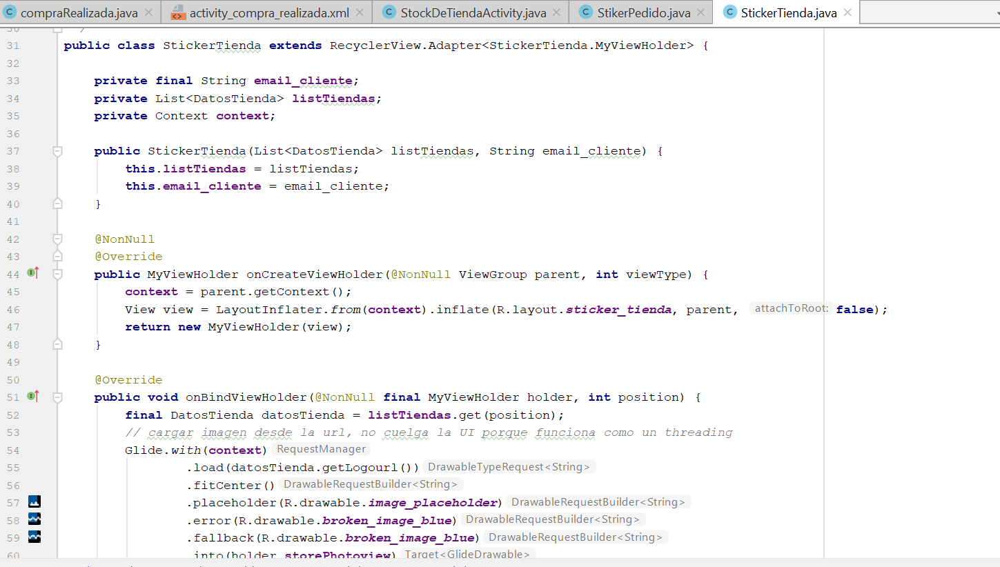 compraRealizada.java activity_compra_realizada.xml StockDeTiendaActivity.java StikerPedido.java StickerTienda.java
30 /
31 public class StickerTienda extends RecyclerView.Adapter<StickerTienda.MyViewHolder> {
32
33 private final String email_cliente;
34 private List<DatosTienda> listTiendas;
35 private Context context;
36
37 public StickerTienda(List<DatosTienda> listTiendas, String email_cliente) {
38 this.listTiendas = listTiendas;
39 this.email_cliente = email_cliente;
40 }
41
42 @NonNull
43 @Override
44 public MyViewHolder onCreateViewHolder(@NonNull ViewGroup parent, int viewType) {
45 context = parent.getContext();
46 View view = LayoutInflater.from(context).inflate(R.layout.sticker_tienda, parent, attachToRoot: false);
47 return new MyViewHolder(view);
48 }
49
50 @Override
51 public void onBindViewHolder(@NonNull final MyViewHolder holder, int position) {
52 final DatosTienda datosTienda = listTiendas.get(position);
53 // cargar imagen desde la url, no cuelga la UI porque funciona como un threading
54 Glide.with(context) RequestManager
55 .load(datosTienda.getLogourl()) DrawableTypeRequest<String>
56 .fitCenter() DrawableRequestBuilder<String>
57 .placeholder(R.drawable.image_placeholder) DrawableRequestBuilder<String>
58 .error(R.drawable.broken_image_blue) DrawableRequestBuilder<String>
59 .fallback(R.drawable.broken_image_blue) DrawableRequestBuilder<String>
60 .into(holder.storePhotoview) Target<GlideDrawable>